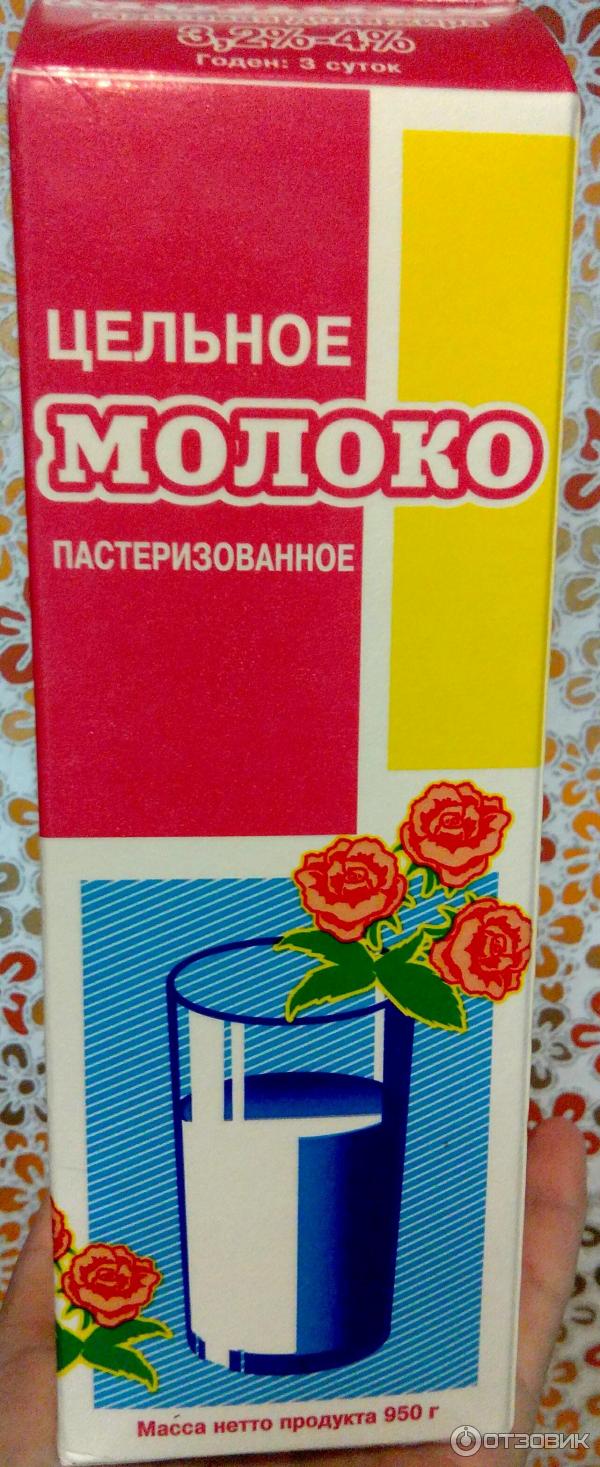 3,2%-4%
Годен: 3 суток
ЦЕЛЬНОЕ
МОЛОКО
ПАСТЕРИЗОВАННОЕ
Масса нетто продукта 950 г
ОТЗОВИК